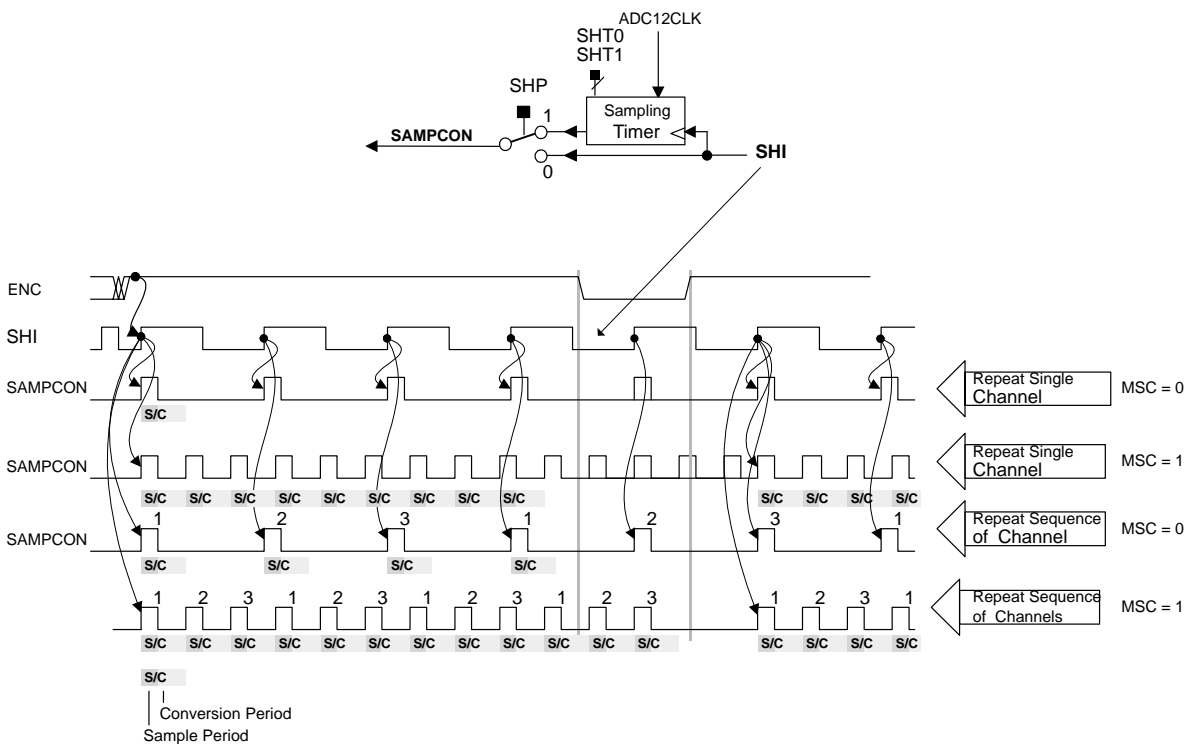 ADC12CLK
SHT0
SHT1
SHP
1
Sampling
Timer
SAMPCON
SHI
0
ENC
SHI
SAMPCON
Repeat Single
Channel
MSC = 0
S/C
SAMPCON
Repeat Single
Channel
MSC = 1
S/C S/C S/C S/C S/C S/C S/C S/C S/C S/C S/C S/C S/C
1 2 3 1 2 3 1
SAMPCON
Repeat Sequence
of Channel
MSC = 0
S/C S/C S/C S/C
1 2 3 1 2 3 1 2 3 1 2 3 1 2 3 1
Repeat Sequence
of Channels
MSC = 1
S/C S/C S/C S/C S/C S/C S/C S/C S/C S/C S/C S/C S/C S/C S/C S/C
S/C
Conversion Period
Sample Period